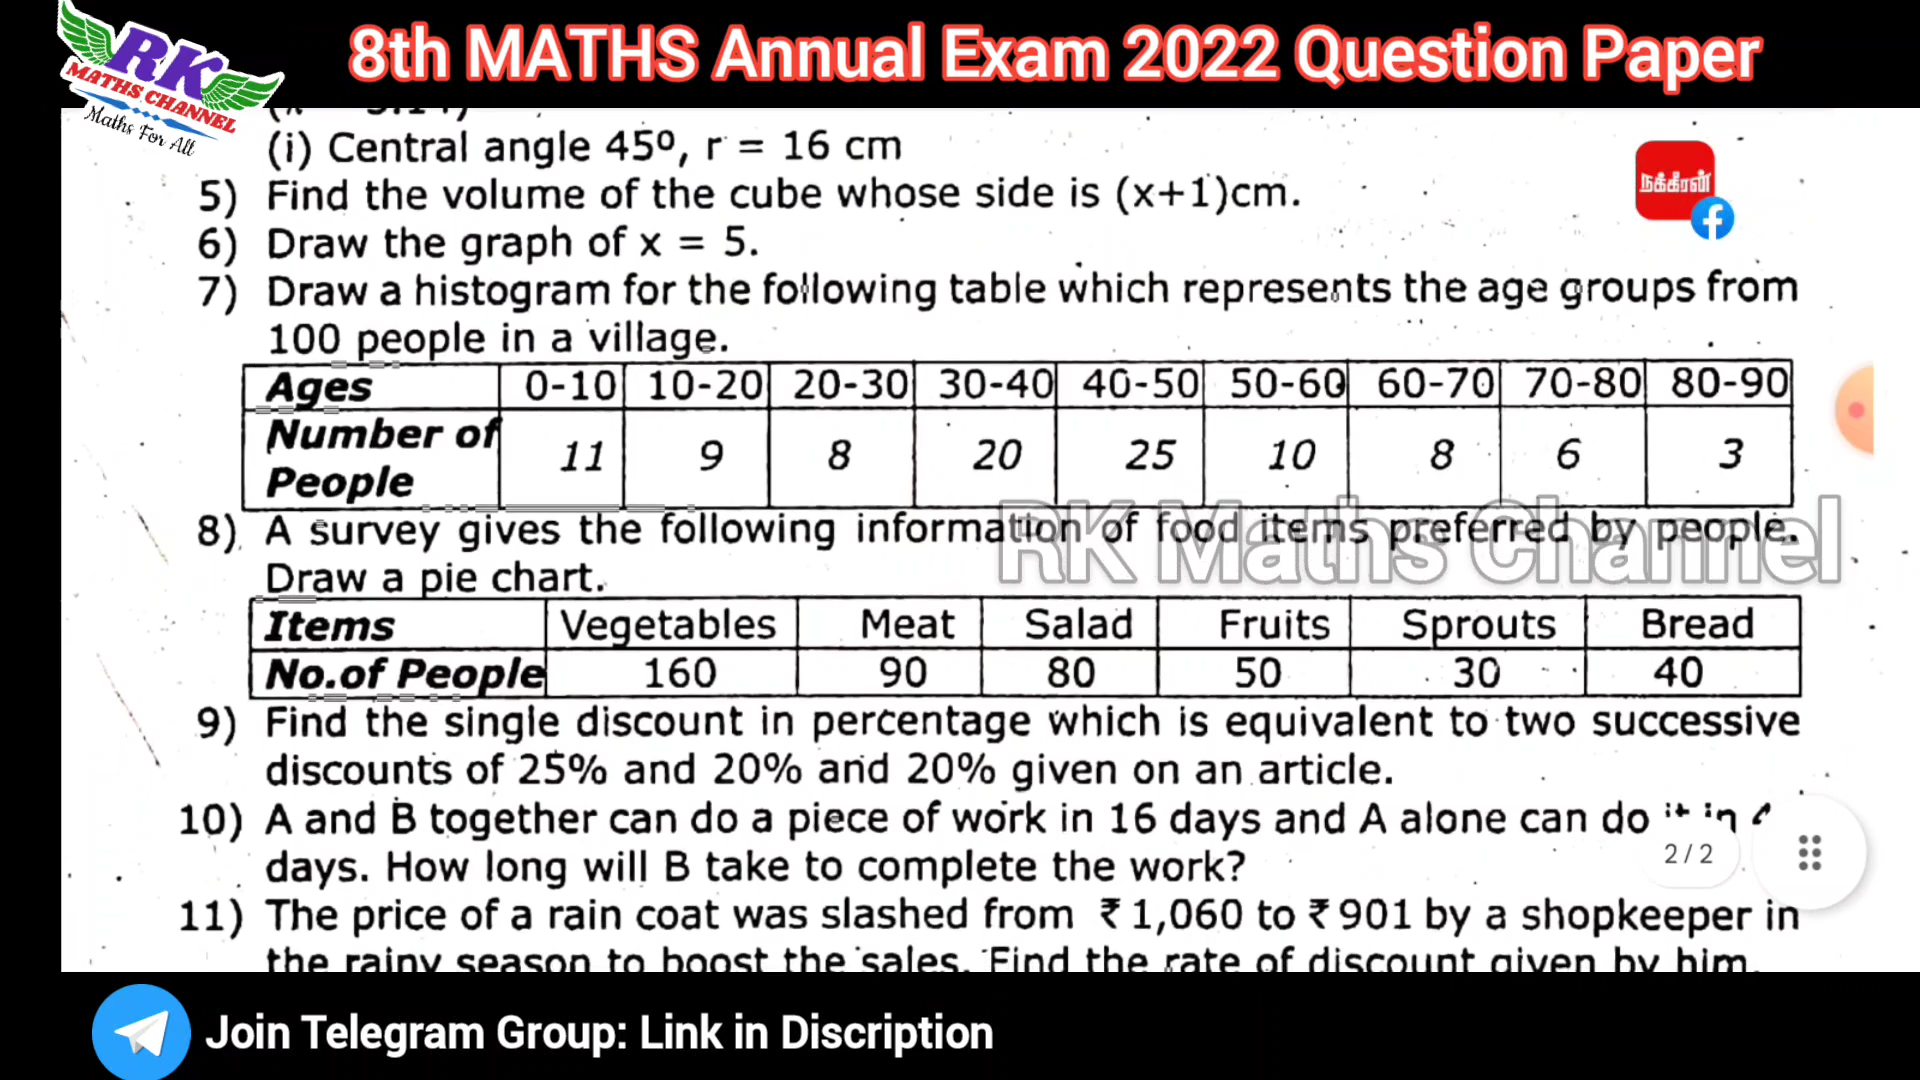 RK
MATHS CHANNEL
Maths For All
8th MATHS Annual Exam 2022 Question Paper
(i) Central angle 45º, r = 16 cm
நக்கீரன்
5) Find the volume of the cube whose side is (x+1)cm.
6) Draw the graph of x = 5.
7) Draw a histogram for the following table which represents the age groups from
100 people in a village.
Ages 0-10 10-20 20-30 30-40 40-50 50-60 60-70 70-80 80-90
Number of
People 11 9 8 20 25 10 8 6 3
RK Maths Channel
8) A survey gives the following information of food items preferred by people.
Draw a pie chart.
Items Vegetables Meat Salad Fruits Sprouts Bread
No.of People 160 90 80 50 30 40
9) Find the single discount in percentage which is equivalent to two successive
discounts of 25% and 20% and 20% given on an article.
10) A and B together can do a piece of work in 16 days and A alone can do it in
days. How long will B take to complete the work?
2/2
11) The price of a rain coat was slashed from ₹ 1,060 to ₹ 901 by a shopkeeper in
the rainy season to boost the sales. Find the rate of discount given by him.
Join Telegram Group: Link in Discription